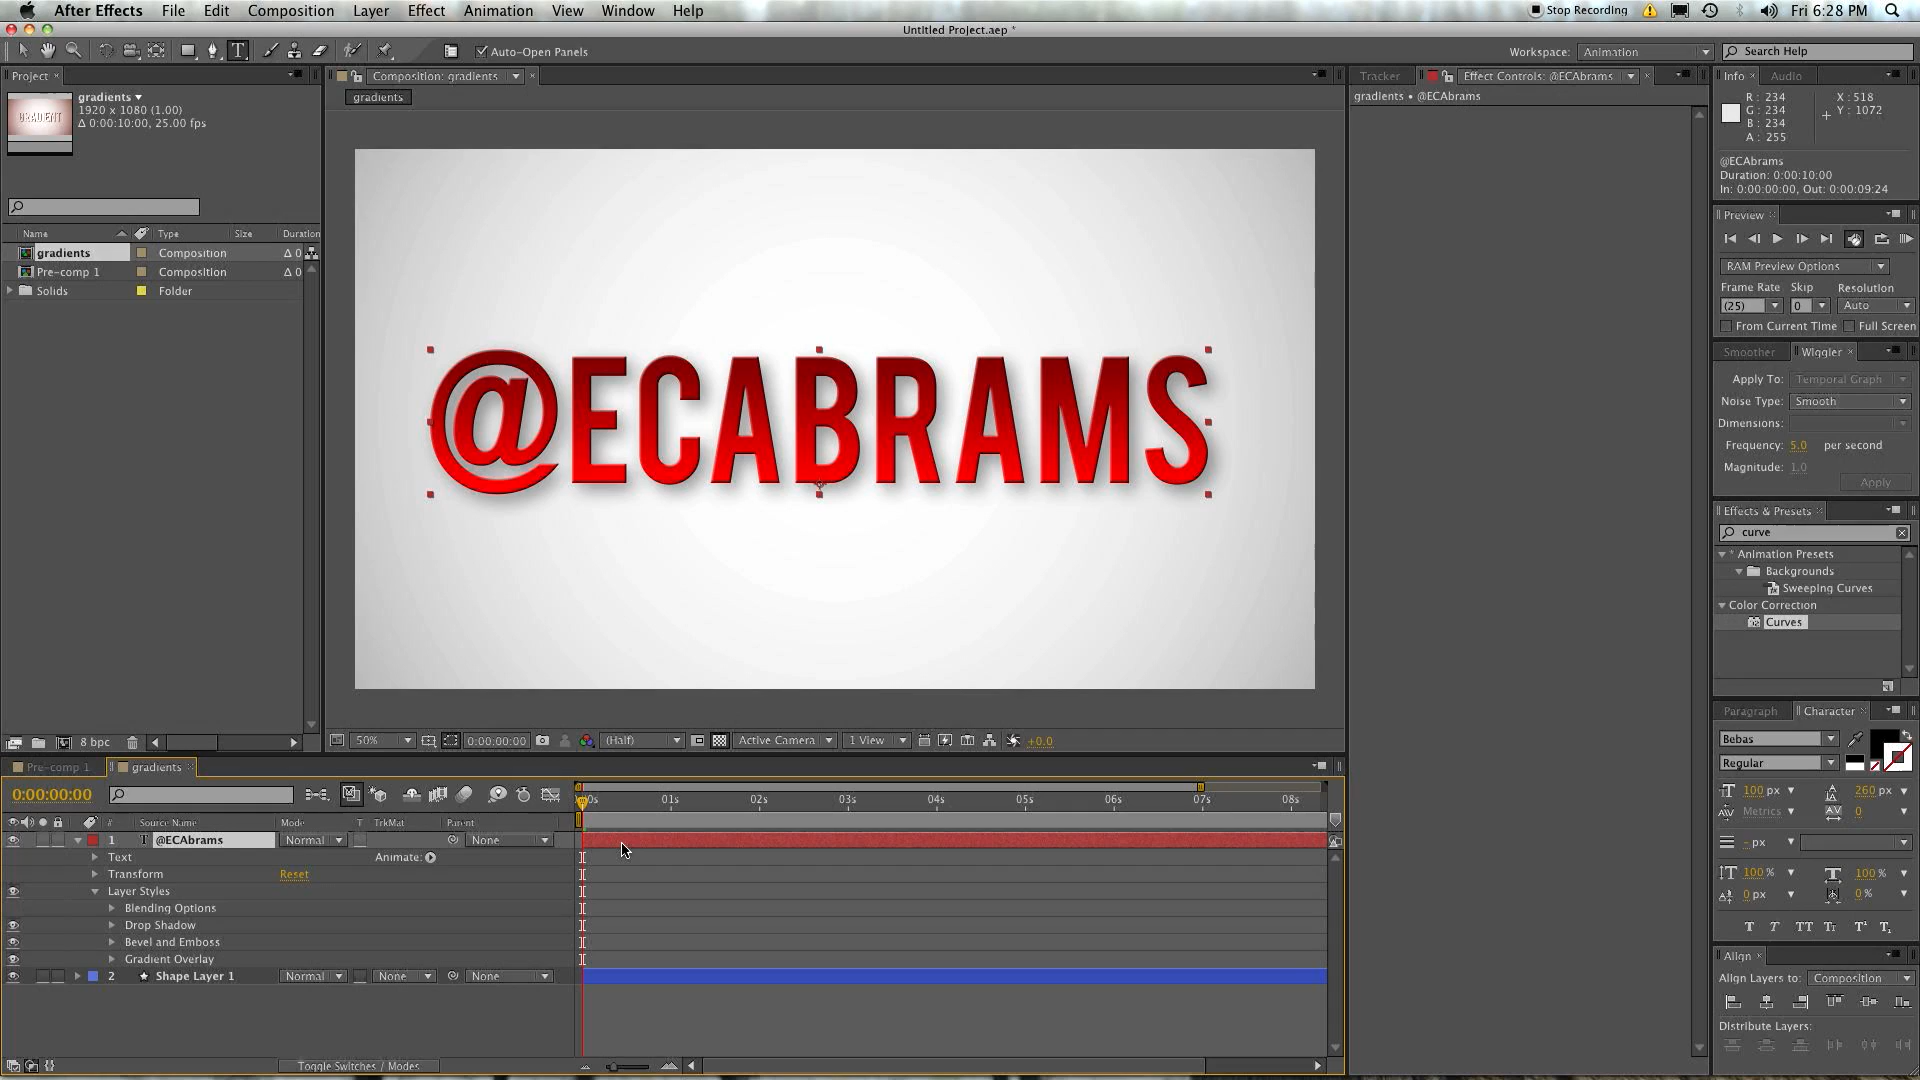 After Effects File Edit Composition Layer Effect Animation View Window Help Stop Recording Fri 6:28 PM
Untitled Project.aep *
Auto-Open Panels Workspace: Animation Search Help
Project Composition: gradients Tracker Effect Controls: @ECAbrams Info Audio
gradients
1920 x 1080 (1.00)
Δ 0:00:10:00, 25.00 fps
gradients
gradients • @ECAbrams
R : 234 X : 518
G : 234 Y : 1072
B : 234
A : 255
@ECAbrams
Duration: 0:00:10:00
In: 0:00:00:00, Out: 0:00:09:24
GRADIENT
Name Type Size Duration
gradients Composition Δ 0
Pre-comp 1 Composition Δ 0
Solids Folder
@ECABRAMS
Preview
RAM Preview Options
Frame Rate Skip Resolution
(25) 0 Auto
From Current Time Full Screen
Smoother Wiggler
Apply To: Temporal Graph
Noise Type: Smooth
Dimensions:
Frequency: 5.0 per second
Magnitude: 1.0
Apply
Effects & Presets
curve
* Animation Presets
Backgrounds
Sweeping Curves
Color Correction
Curves
8 bpc
50% 0:00:00:00 (Half) Active Camera 1 View +0.0
Paragraph Character
Bebas
Regular
100 px 260 px
Metrics 0
- px
100 % 100 %
0 px 0 %
T T TT Tt T¹ T₁
Align
Align Layers to: Composition
Distribute Layers:
Pre-comp 1 gradients
0:00:00:00
0s 01s 02s 03s 04s 05s 06s 07s 08s
# Source Name Mode T TrkMat Parent
1 T @ECAbrams Normal None
Text Animate:
Transform Reset
Layer Styles
Blending Options
Drop Shadow
Bevel and Emboss
Gradient Overlay
2 Shape Layer 1 Normal None None
Toggle Switches / Modes